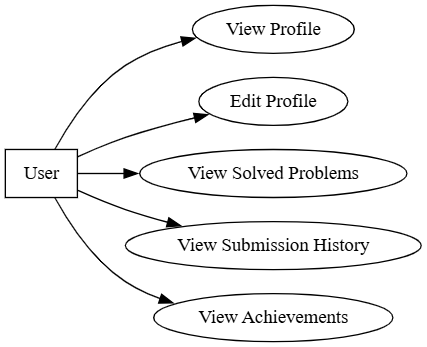 View Profile
Edit Profile
User
View Solved Problems
View Submission History
View Achievements